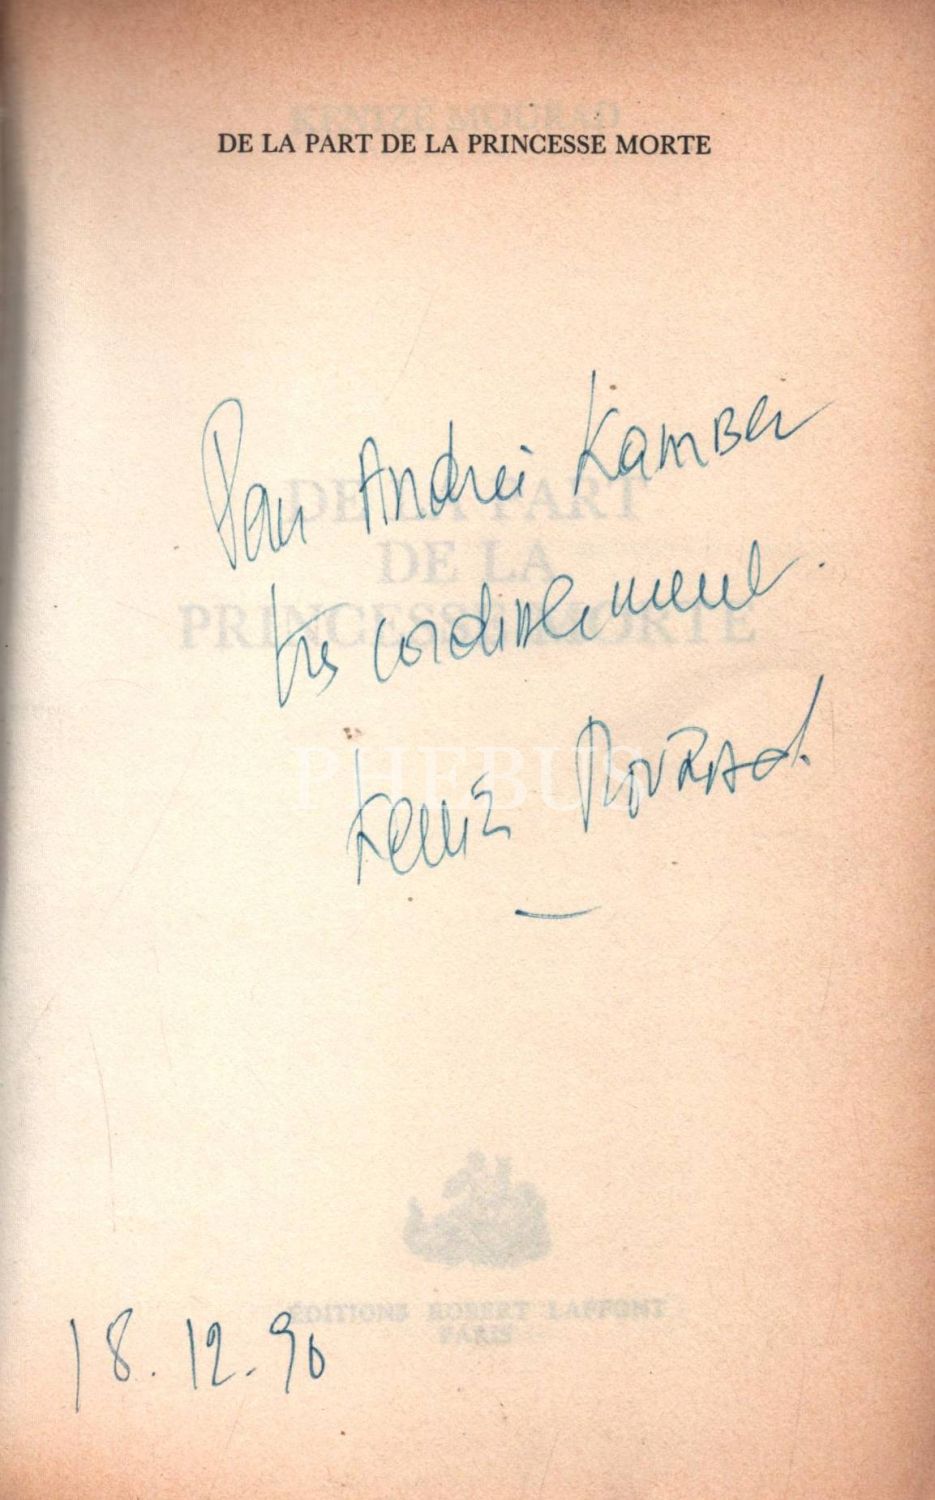 KENIZÉ MOURAD
DE LA PART DE LA PRINCESSE MORTE
Pour Andrei Kamber
DE LA PART
DE LA
PRINCESSE MORTE
très cordialement.
PHEBUS
Kenizé Mourad.
ÉDITIONS ROBERT LAFFONT
PARIS
18.12.90